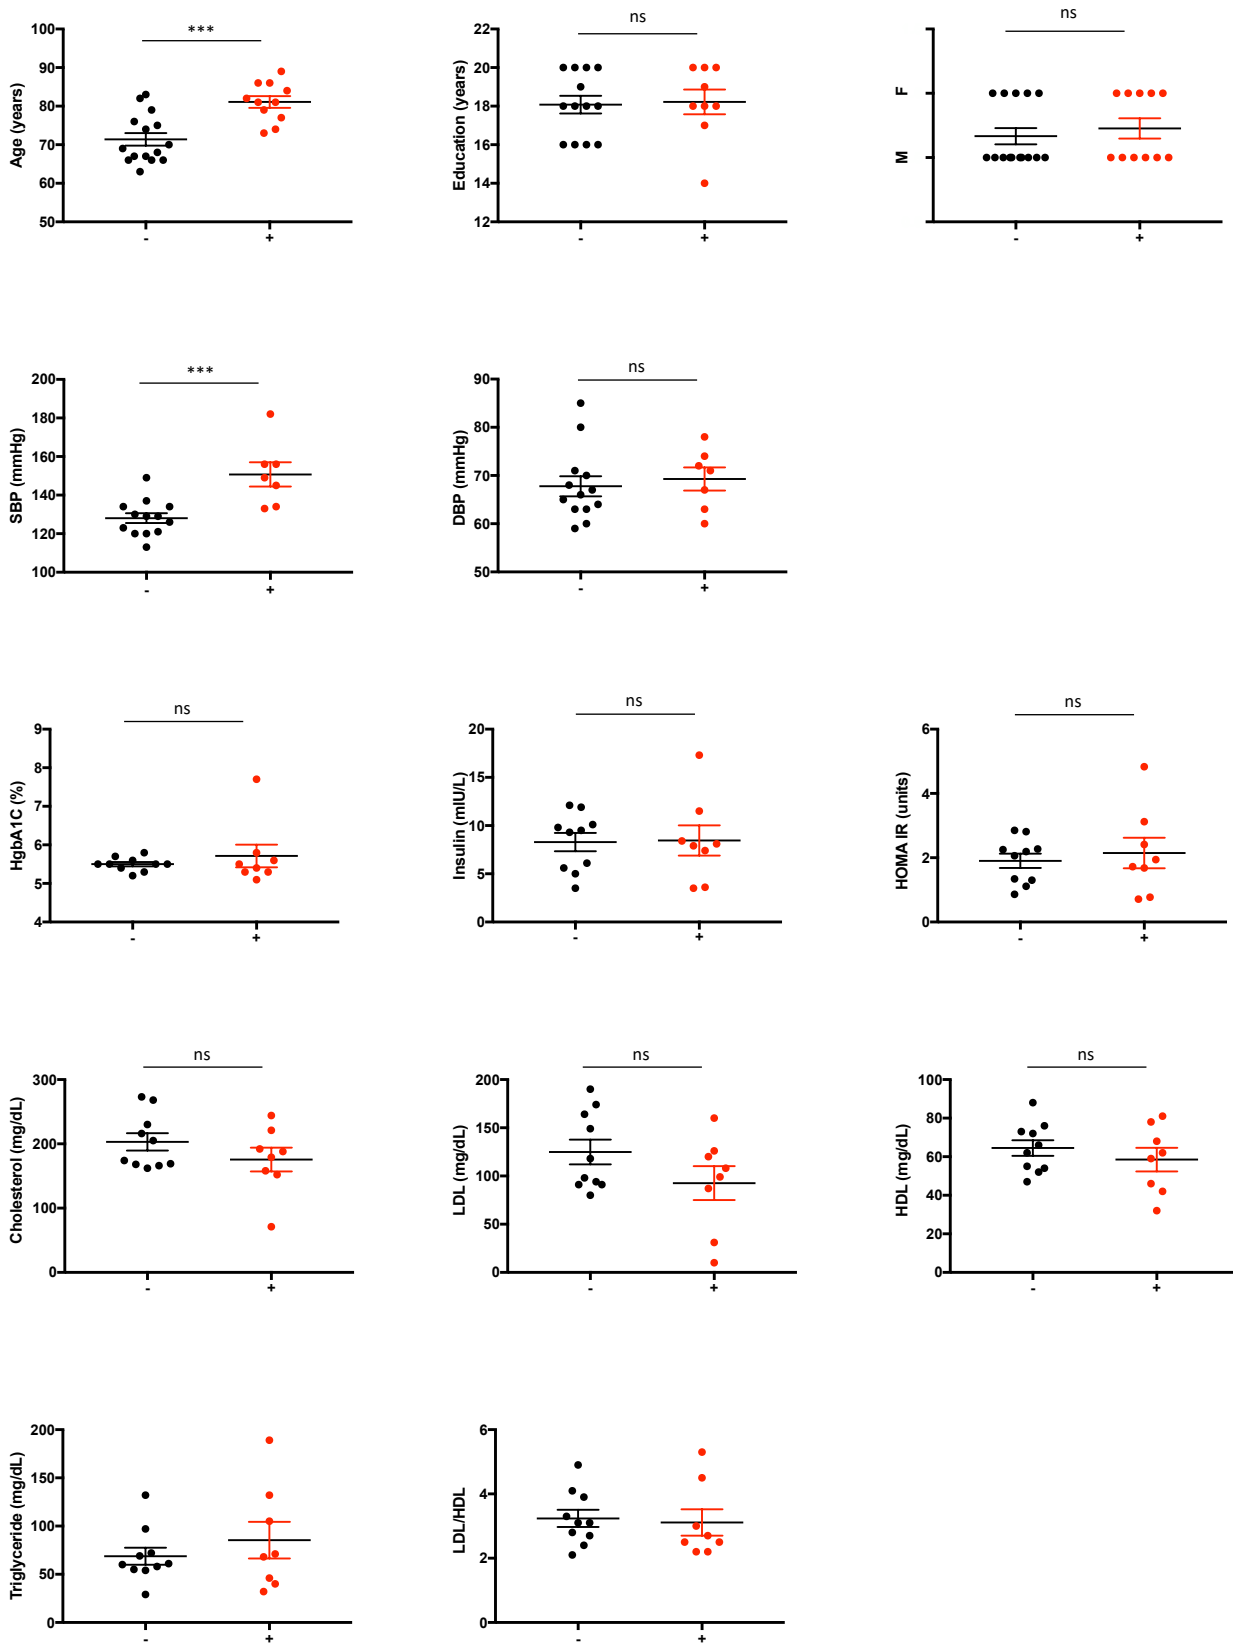 *** ns ns
100 22
90 20 F
Age (years) 80 Education (years) 18
70 16 M
60 14
50 12
- + - + - +
*** ns
200 90
180 80
SBP (mmHg) 160 DBP (mmHg) 70
140 60
120
100 50
- + - +
ns ns ns
9 20 6
8 15
HgbA1C (%) 7 Insulin (mIU/L) 10 HOMA IR (units) 4
6 5 2
5
4 0 0
- + - + - +
ns ns ns
300 200 100
Cholesterol (mg/dL) 200 LDL (mg/dL) 150 HDL (mg/dL) 80
100 60
100 50 40
20
0 0 0
- + - + - +
200 6
Triglyceride (mg/dL) 150 LDL/HDL 4
100
50 2
0 0
- + - +